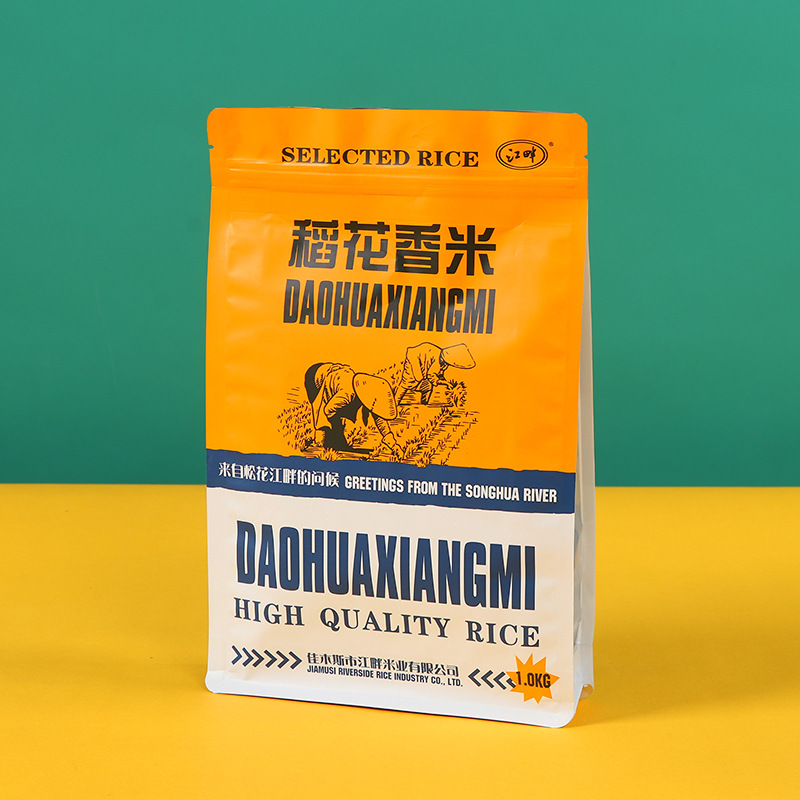 SELECTED RICE 江畔®
稻花香米
DAOHUAXIANGMI
来自松花江畔的问候 GREETINGS FROM THE SONGHUA RIVER
DAOHUAXIANGMI
HIGH QUALITY RICE
佳木斯市江畔米业有限公司
JIAMUSI RIVERSIDE RICE INDUSTRY CO., LTD.
1.0KG